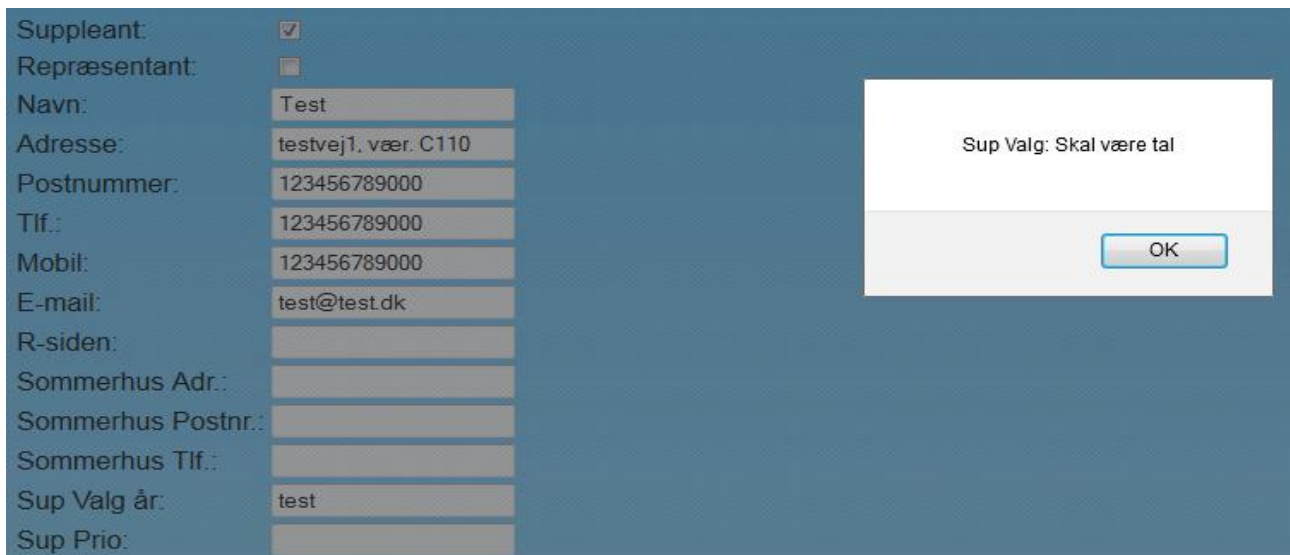 Suppleant:
Repræsentant:
Navn: Test
Adresse: testvej1, vær. C110
Postnummer: 123456789000
Tlf.: 123456789000
Mobil: 123456789000
E-mail: test@test.dk
R-siden:
Sommerhus Adr.:
Sommerhus Postnr.:
Sommerhus Tlf.:
Sup Valg år: test
Sup Prio:
Sup Valg: Skal være tal
OK